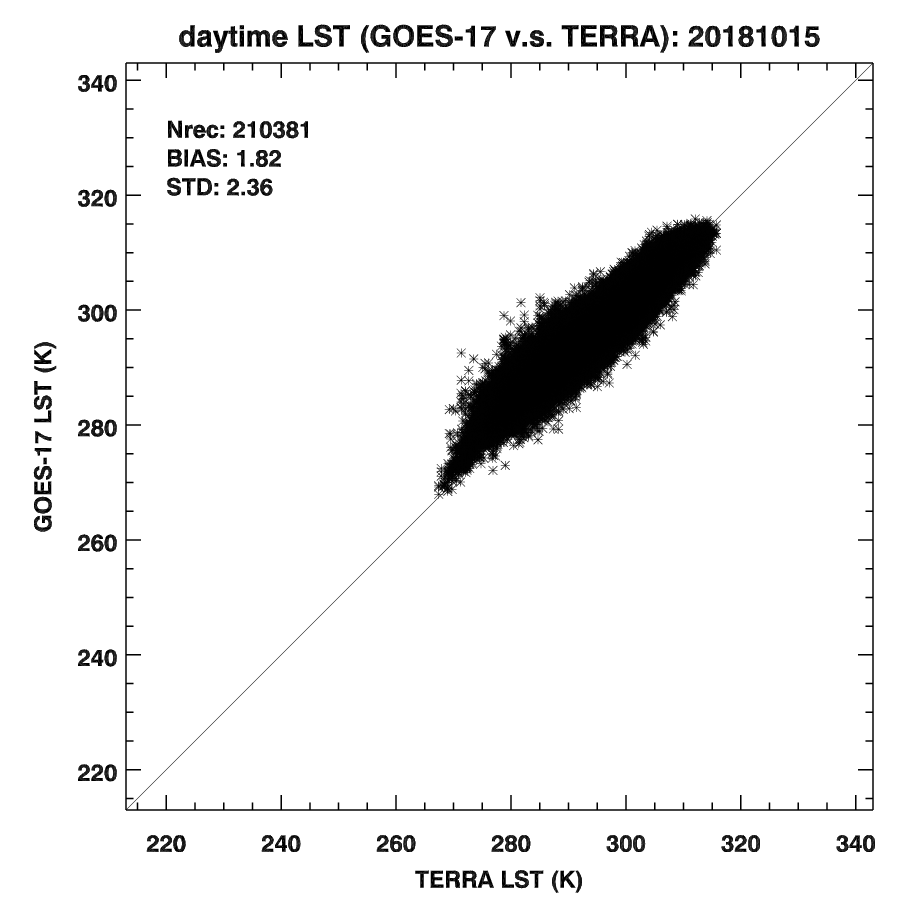 daytime LST (GOES-17 v.s. TERRA): 20181015
Nrec: 210381
BIAS: 1.82
STD: 2.36
340
320
300
280
260
240
220
GOES-17 LST (K)
220 240 260 280 300 320 340
TERRA LST (K)